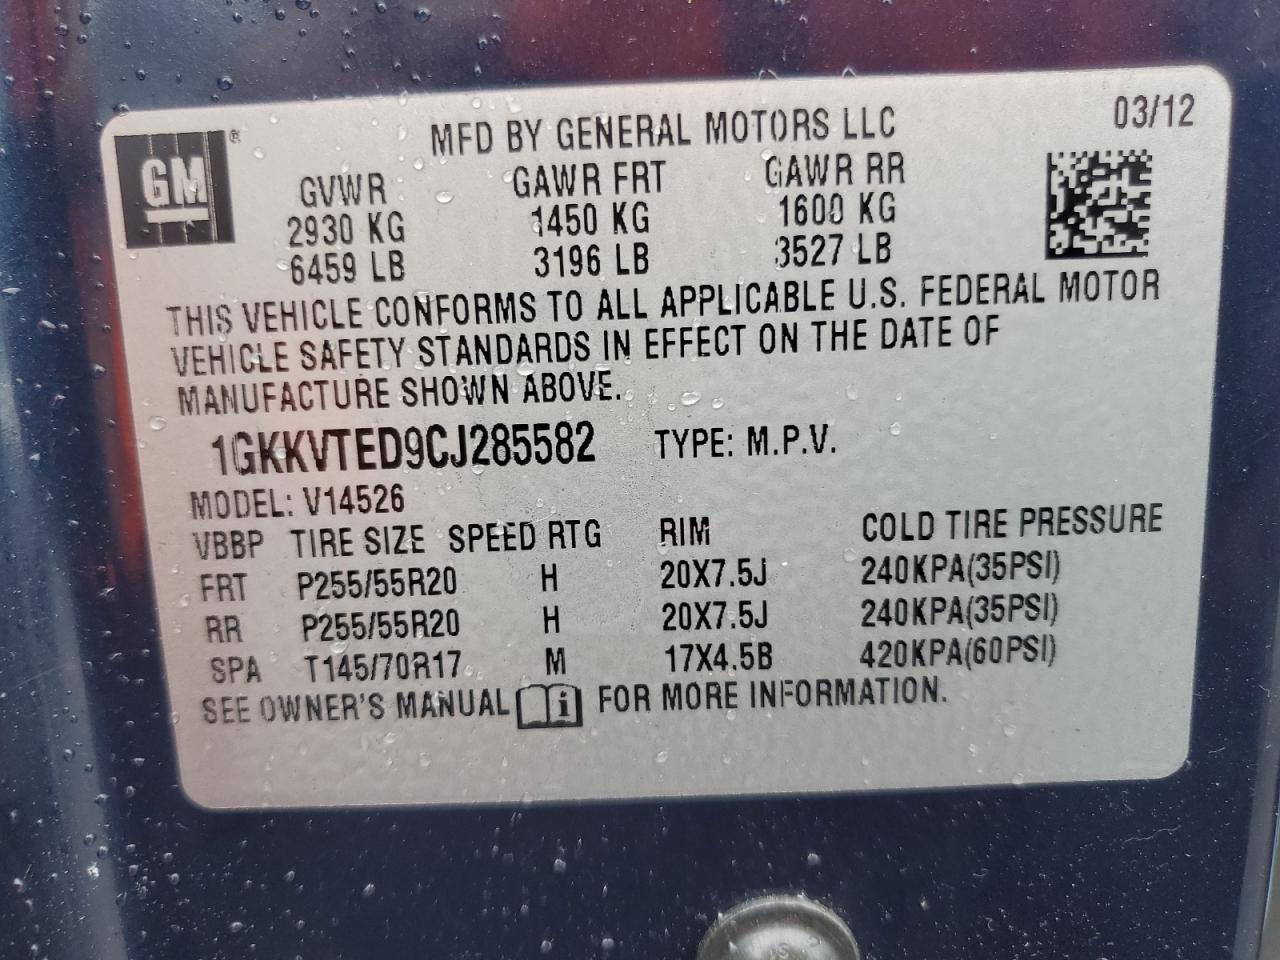 GM®
MFD BY GENERAL MOTORS LLC 03/12
GVWR GAWR FRT GAWR RR
2930 KG 1450 KG 1600 KG
6459 LB 3196 LB 3527 LB
THIS VEHICLE CONFORMS TO ALL APPLICABLE U.S. FEDERAL MOTOR
VEHICLE SAFETY STANDARDS IN EFFECT ON THE DATE OF
MANUFACTURE SHOWN ABOVE.
1GKKVTED9CJ285582 TYPE: M.P.V.
MODEL: V14526
VBBP TIRE SIZE SPEED RTG RIM COLD TIRE PRESSURE
FRT P255/55R20 H 20X7.5J 240KPA(35PSI)
RR P255/55R20 H 20X7.5J 240KPA(35PSI)
SPA T145/70R17 M 17X4.5B 420KPA(60PSI)
SEE OWNER'S MANUAL i FOR MORE INFORMATION.